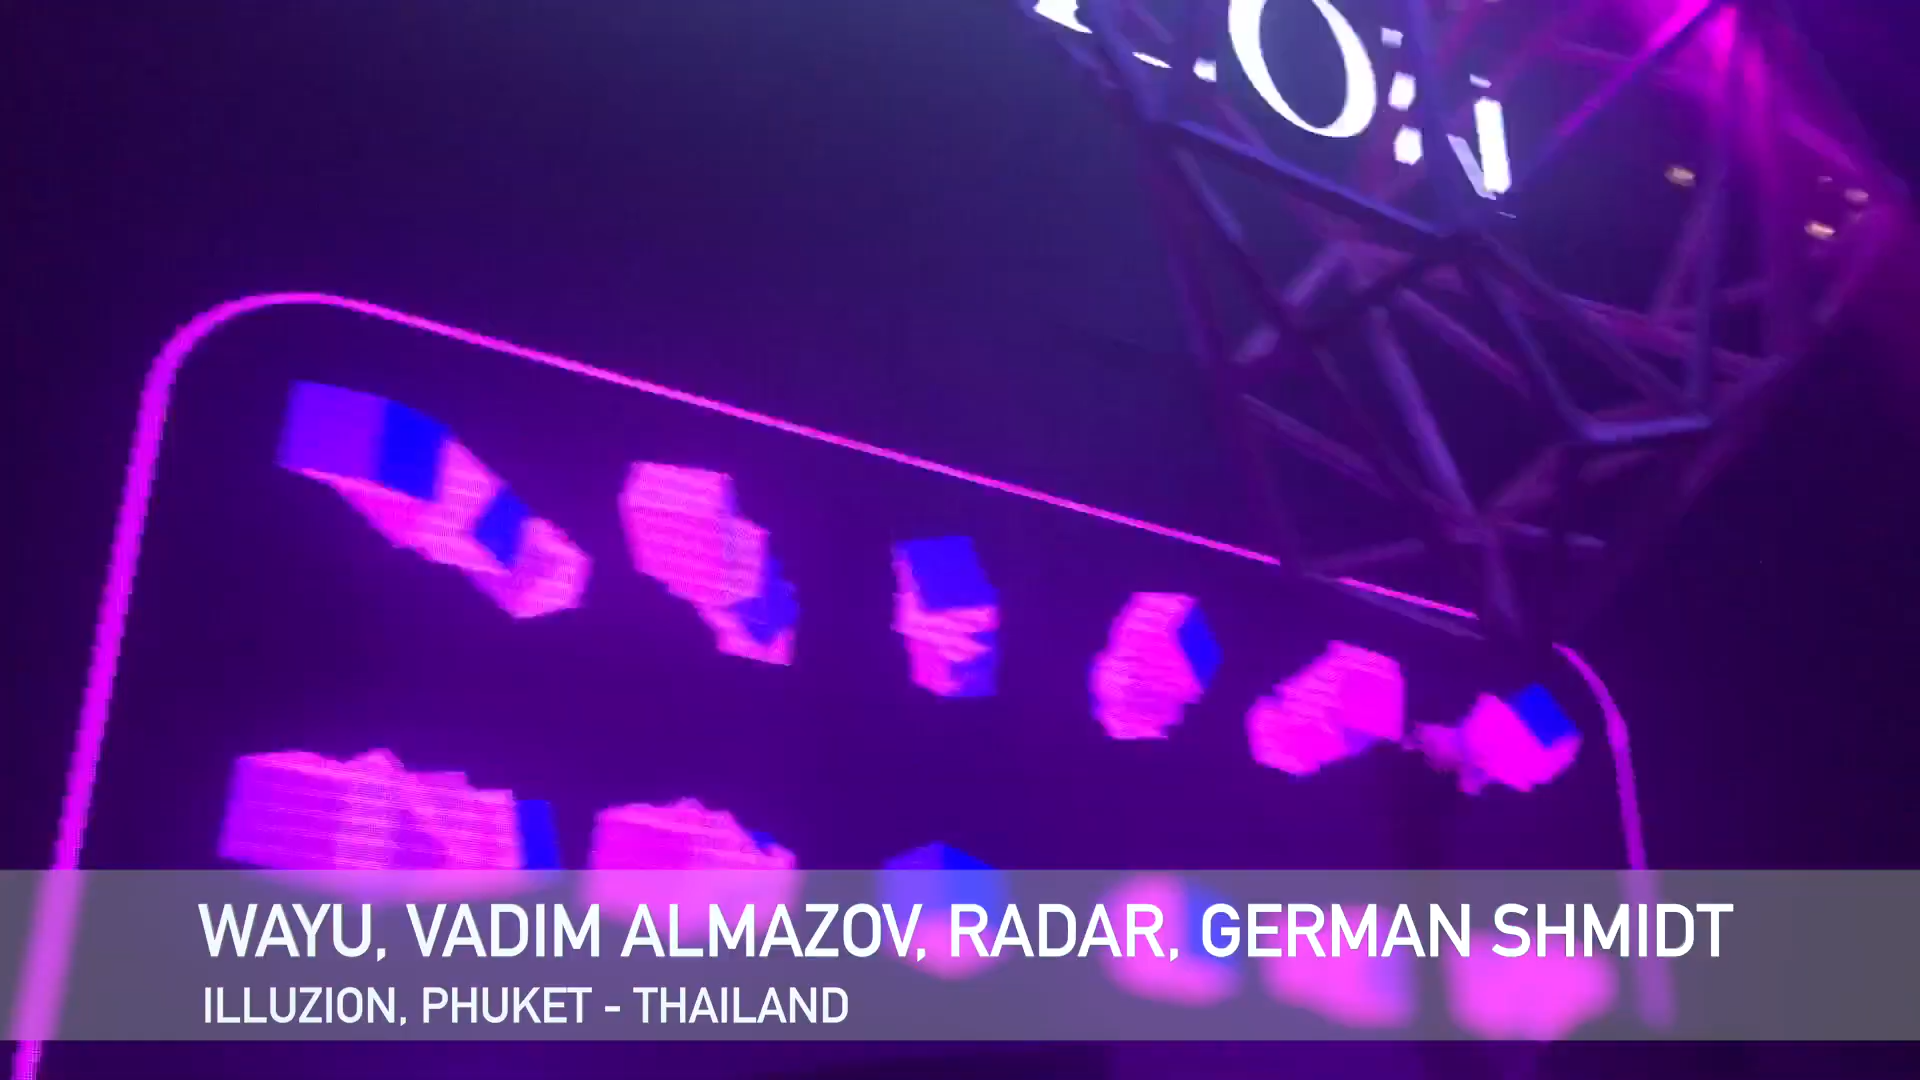 WAYU, VADIM ALMAZOV, RADAR, GERMAN SHMIDT
ILLUZION, PHUKET - THAILAND